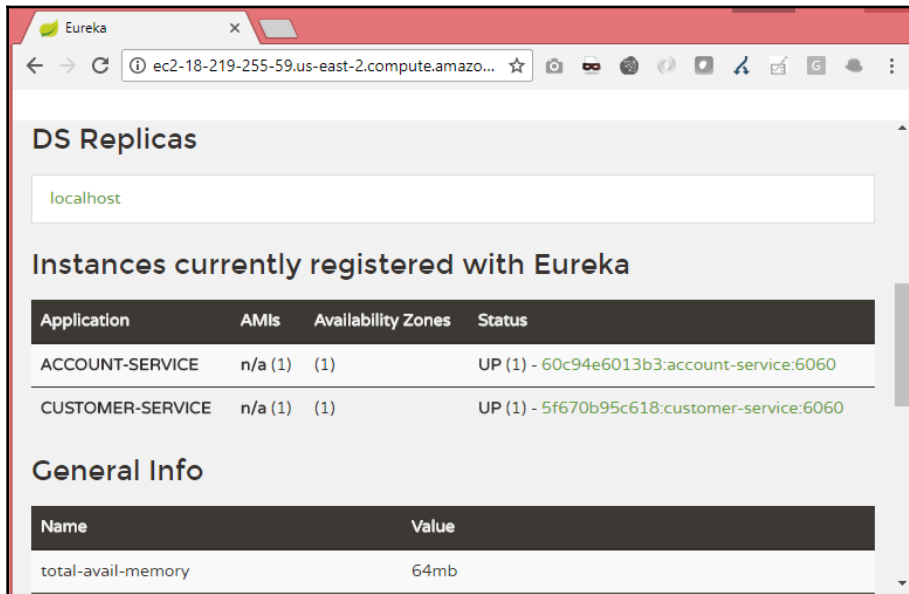 Eureka
ec2-18-219-255-59.us-east-2.compute.amazo...
DS Replicas
localhost
Instances currently registered with Eureka
Application AMIs Availability Zones Status
ACCOUNT-SERVICE n/a (1) (1) UP (1) - 60c94e6013b3:account-service:6060
CUSTOMER-SERVICE n/a (1) (1) UP (1) - 5f670b95c618:customer-service:6060
General Info
Name Value
total-avail-memory 64mb